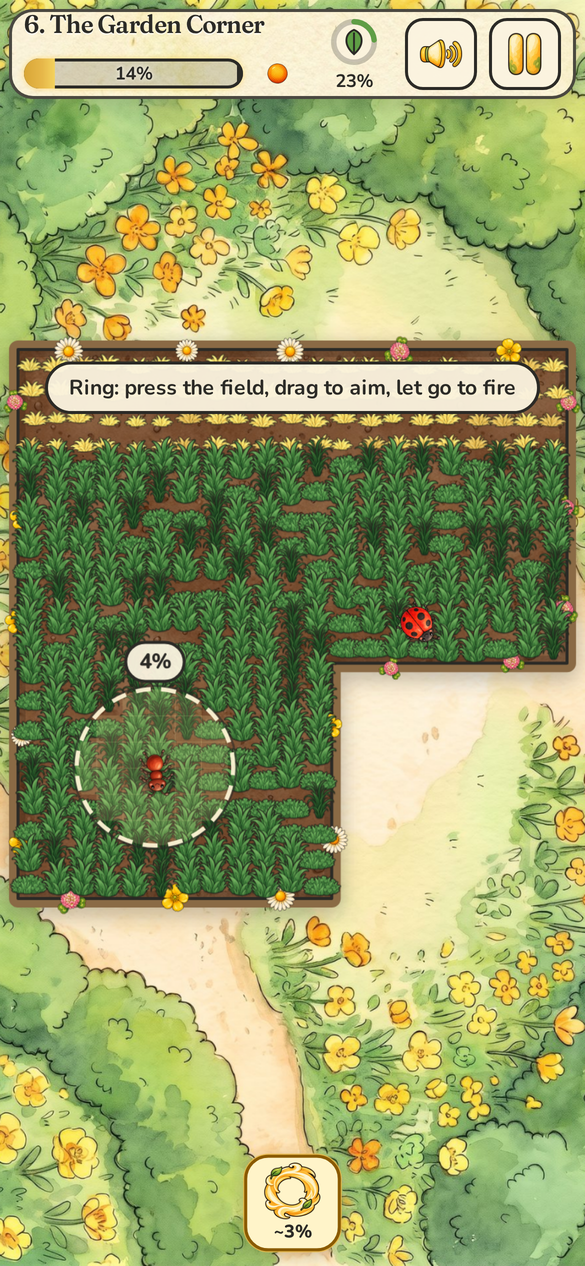 6. The Garden Corner
14%
23%
Ring: press the field, drag to aim, let go to fire
4%
~3%